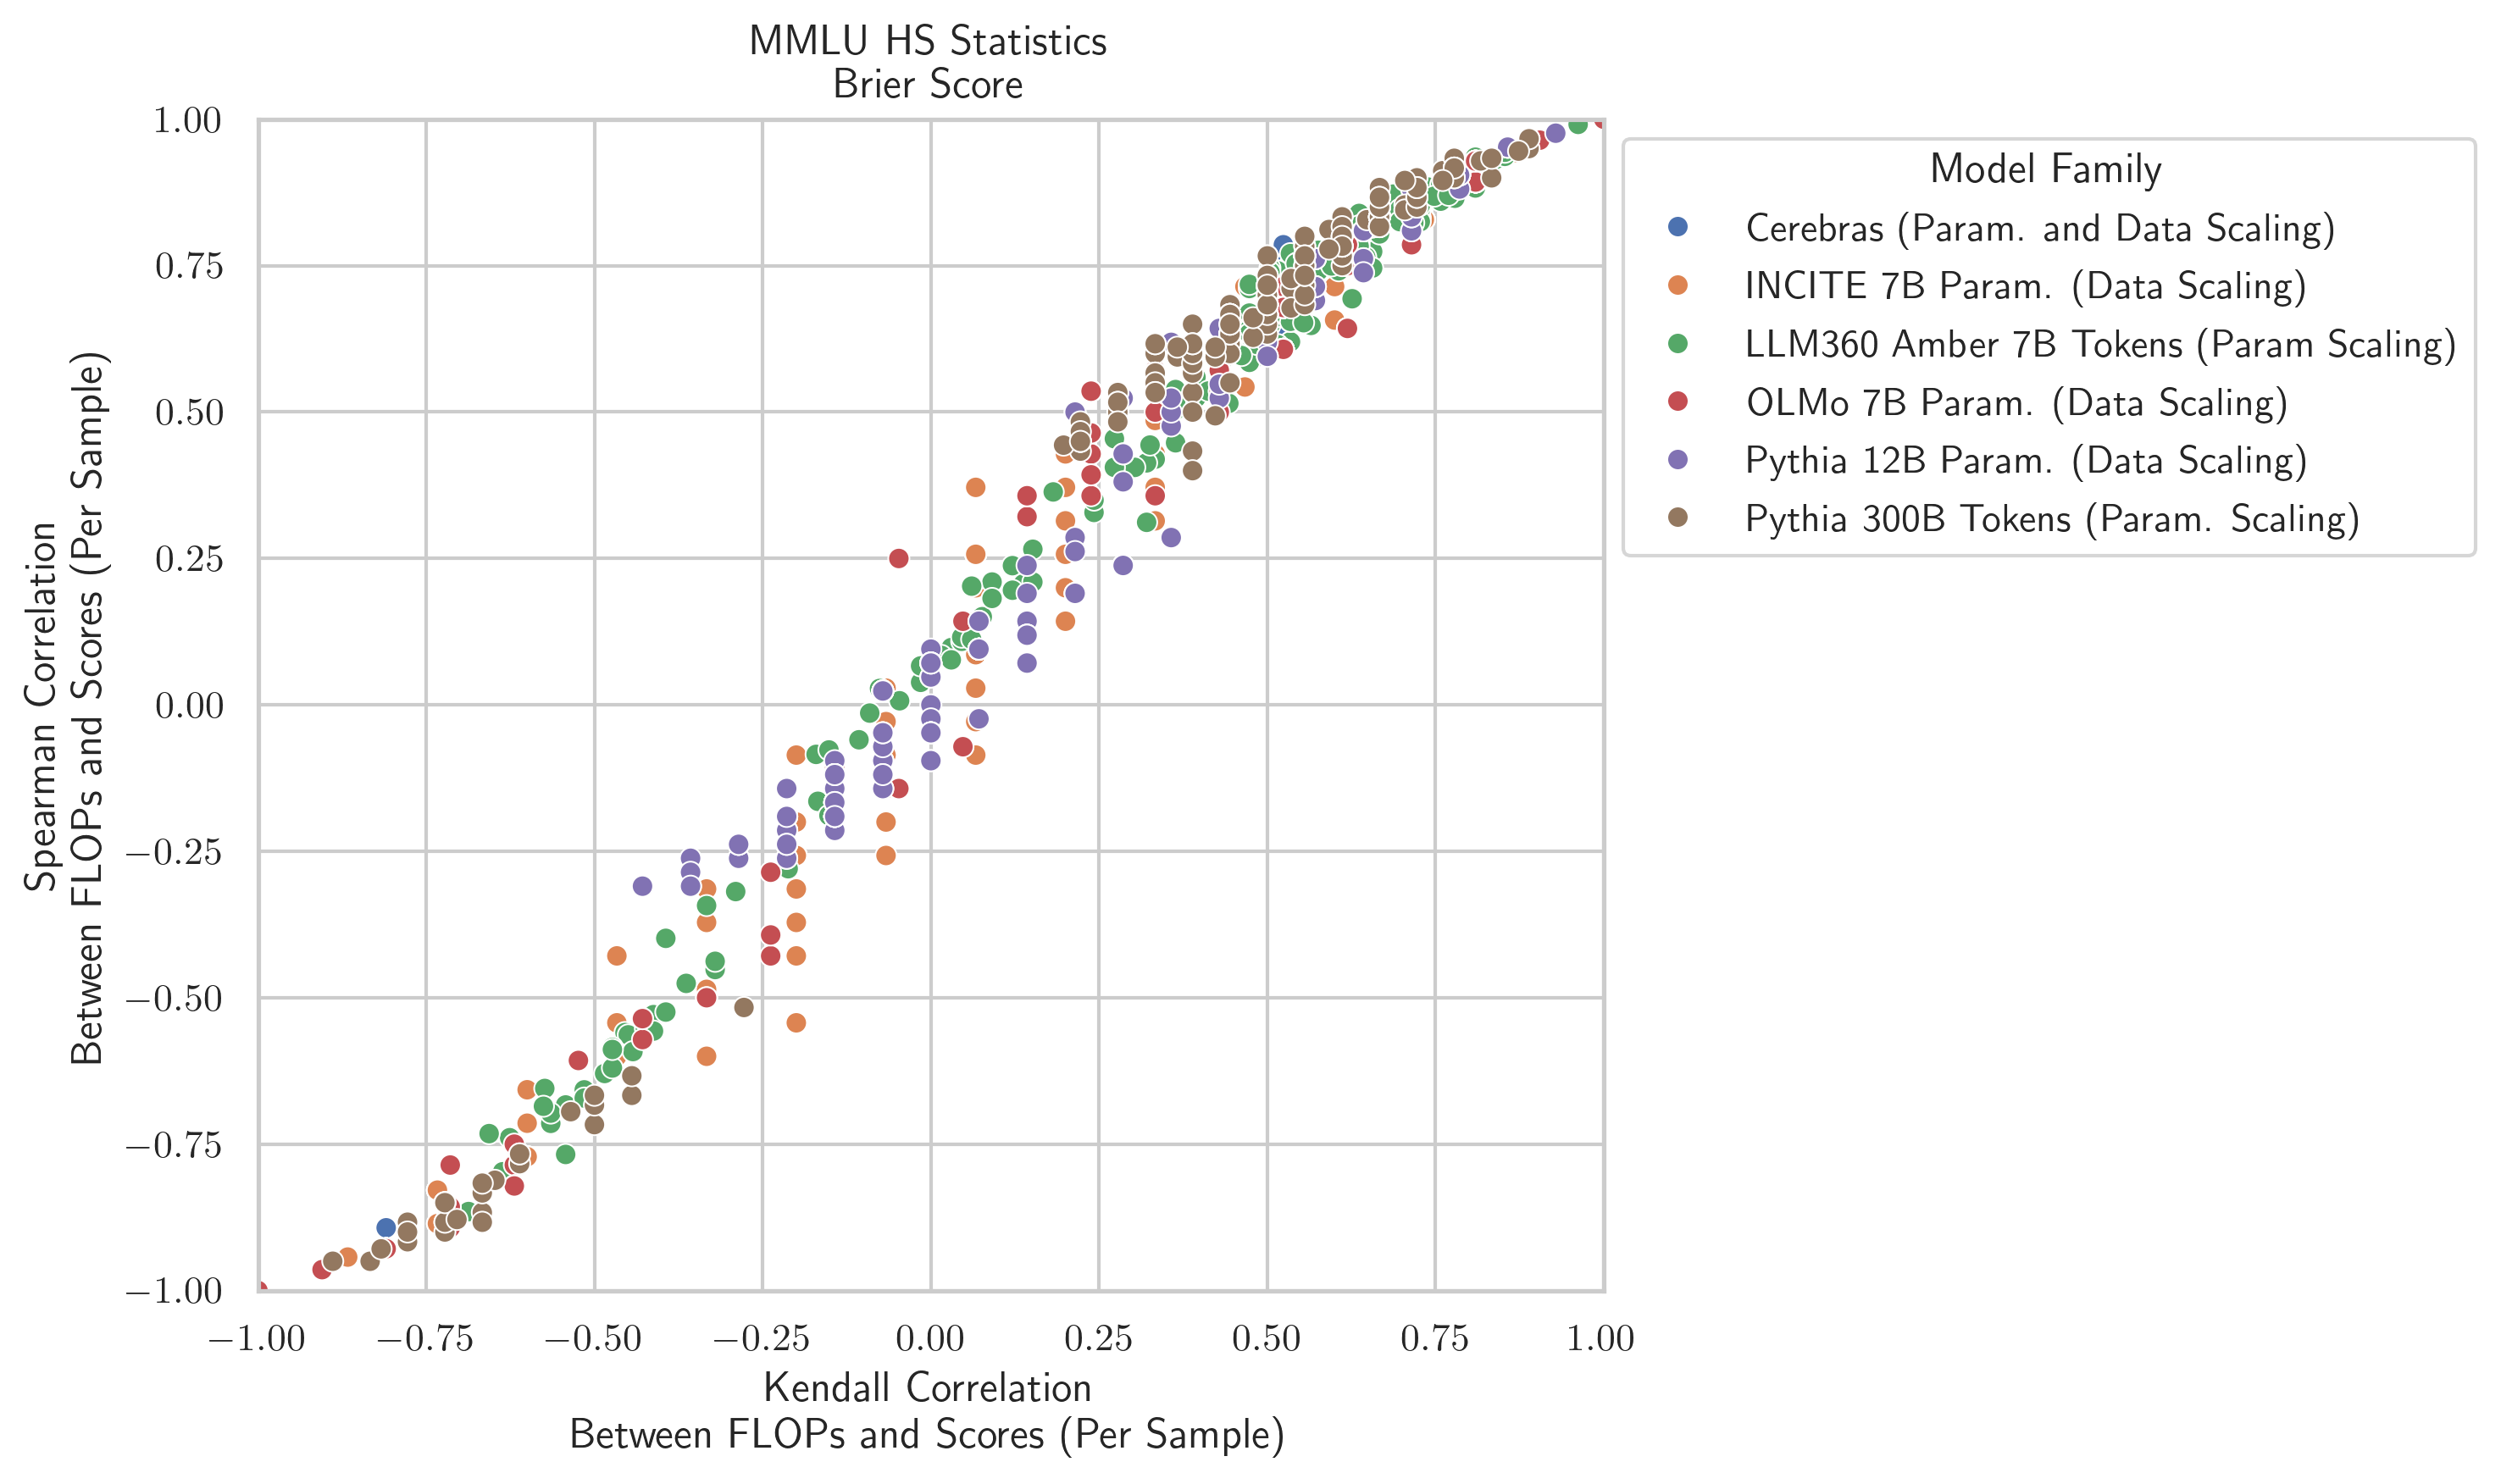 MMLU HS Statistics
Brier Score
Spearman Correlation
Between FLOPs and Scores (Per Sample)
1.00
0.75
0.50
0.25
0.00
−0.25
−0.50
−0.75
−1.00
−1.00 −0.75 −0.50 −0.25 0.00 0.25 0.50 0.75 1.00
Kendall Correlation
Between FLOPs and Scores (Per Sample)
Model Family
Cerebras (Param. and Data Scaling)
INCITE 7B Param. (Data Scaling)
LLM360 Amber 7B Tokens (Param Scaling)
OLMo 7B Param. (Data Scaling)
Pythia 12B Param. (Data Scaling)
Pythia 300B Tokens (Param. Scaling)